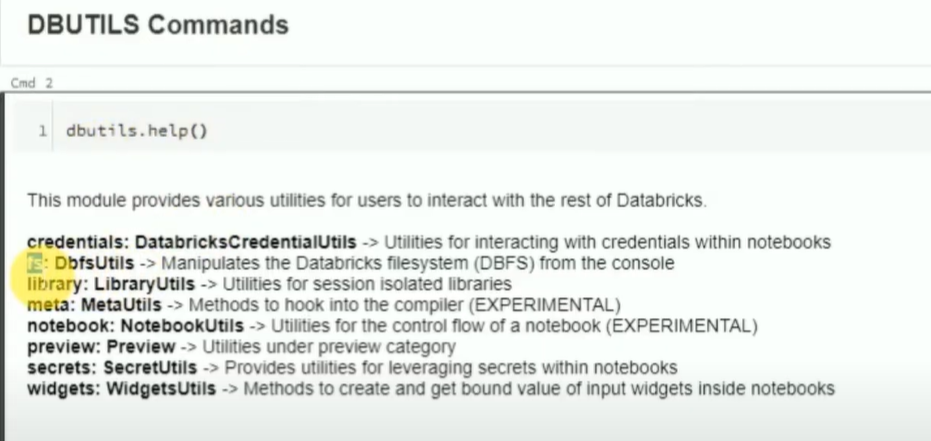 DBUTILS Commands
Cmd 2
1 dbutils.help()
This module provides various utilities for users to interact with the rest of Databricks.
credentials: DatabricksCredentialUtils -> Utilities for interacting with credentials within notebooks
fs: DbfsUtils -> Manipulates the Databricks filesystem (DBFS) from the console
library: LibraryUtils -> Utilities for session isolated libraries
meta: MetaUtils -> Methods to hook into the compiler (EXPERIMENTAL)
notebook: NotebookUtils -> Utilities for the control flow of a notebook (EXPERIMENTAL)
preview: Preview -> Utilities under preview category
secrets: SecretUtils -> Provides utilities for leveraging secrets within notebooks
widgets: WidgetsUtils -> Methods to create and get bound value of input widgets inside notebooks